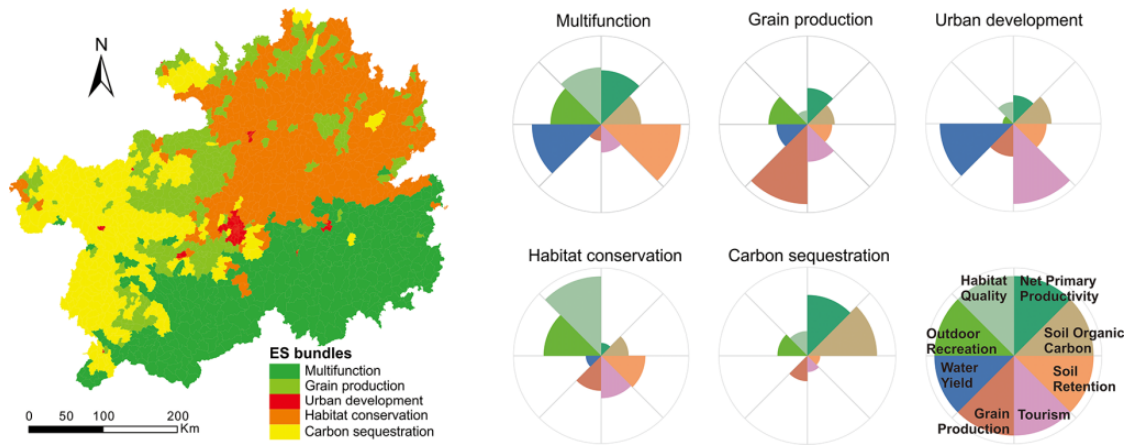 N
ES bundles
Multifunction
Grain production
Urban development
Habitat conservation
Carbon sequestration
0 50 100 200
Km
Multifunction
Grain production
Urban development
Habitat conservation
Carbon sequestration
Habitat
Quality
Net Primary
Productivity
Outdoor
Recreation
Soil Organic
Carbon
Water
Yield
Soil
Retention
Grain
Production
Tourism